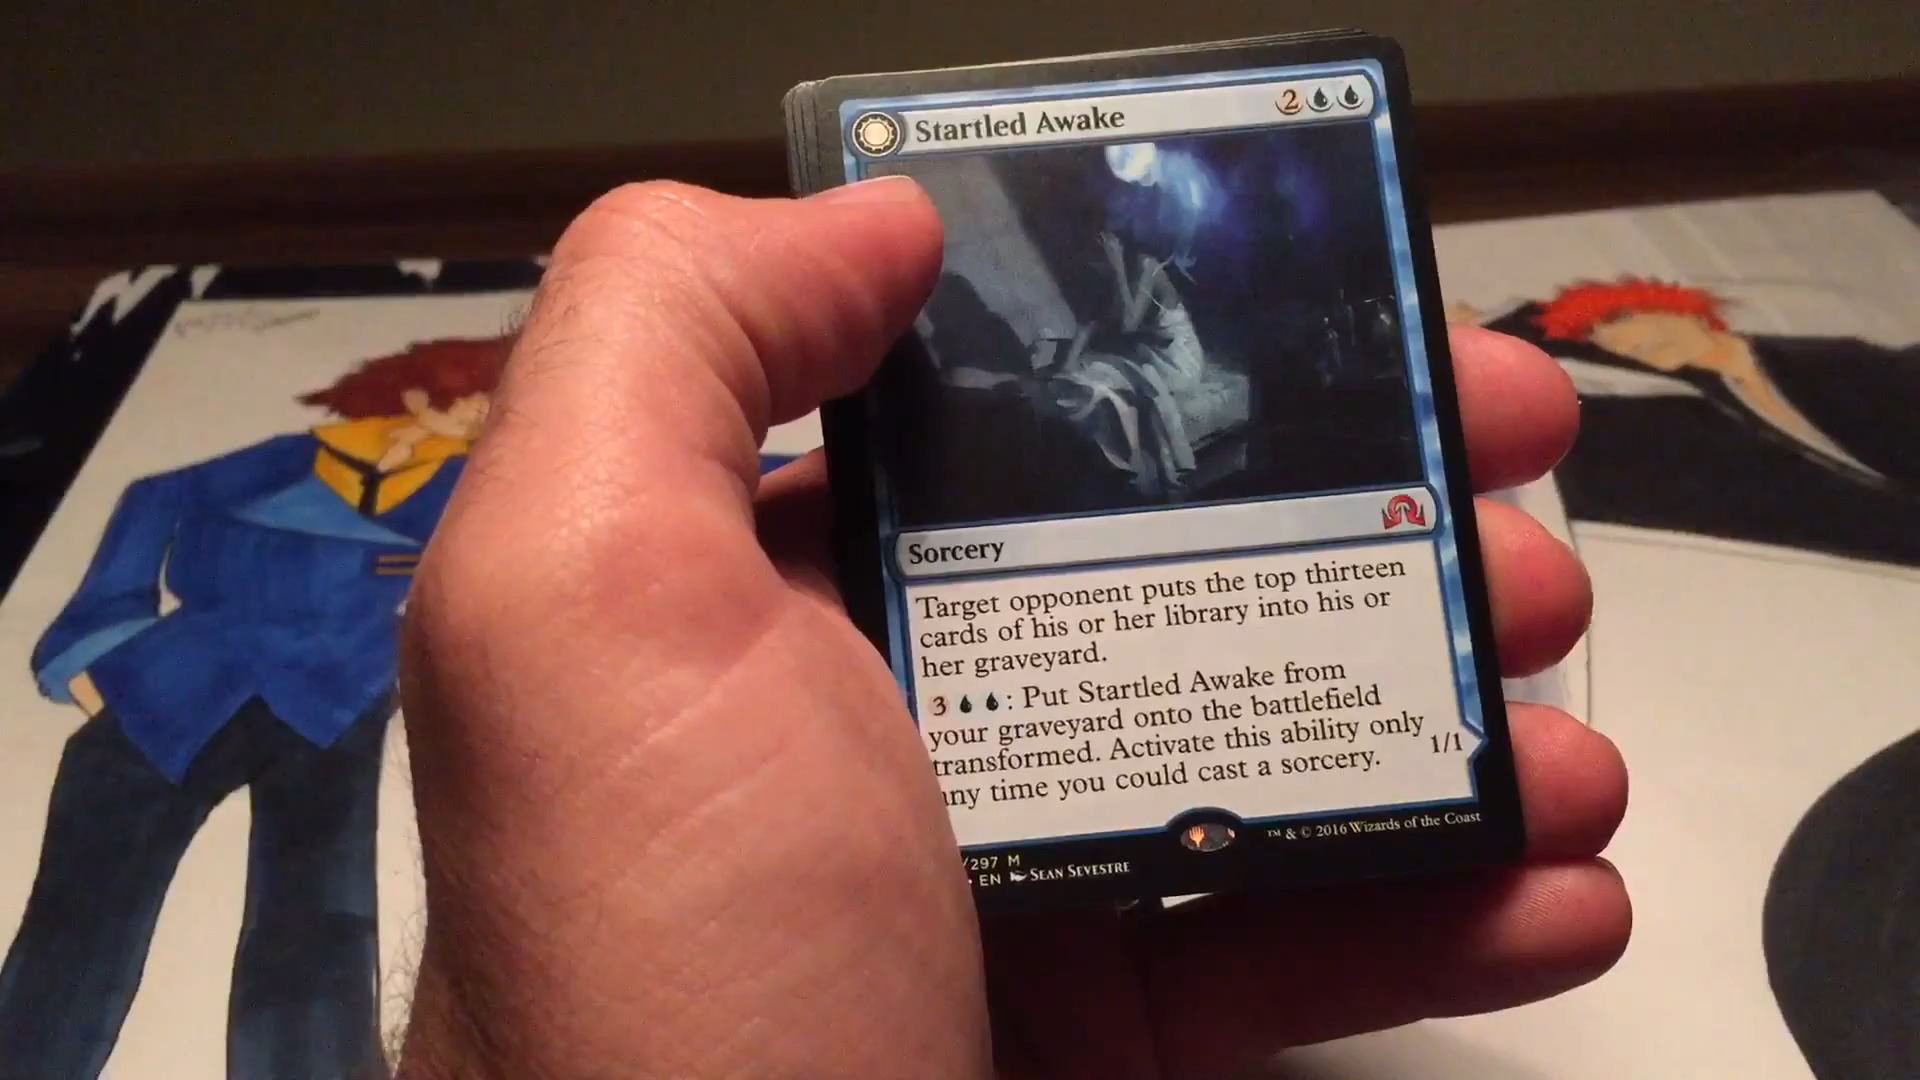 Startled Awake 2
Sorcery
Target opponent puts the top thirteen
cards of his or her library into his or
her graveyard.
3 : Put Startled Awake from
your graveyard onto the battlefield
transformed. Activate this ability only
any time you could cast a sorcery.
1/1
™ & © 2016 Wizards of the Coast
/297 M
• EN SEAN SEVESTRE